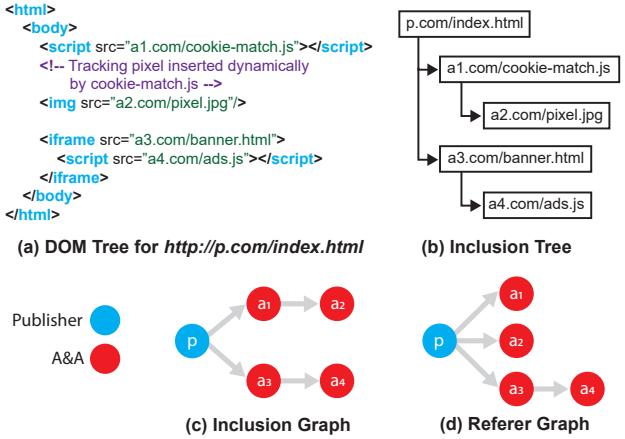 <html>
<body>
<script src=”a1.com/cookie-match.js”></script>
<!-- Tracking pixel inserted dynamically
by cookie-match.js -->
<img src=”a2.com/pixel.jpg”/>
<iframe src=”a3.com/banner.html”>
<script src=”a4.com/ads.js”></script>
</iframe>
</body>
</html>
(a) DOM Tree for http://p.com/index.html
p.com/index.html
a1.com/cookie-match.js
a2.com/pixel.jpg
a3.com/banner.html
a4.com/ads.js
(b) Inclusion Tree
Publisher
A&A
p
a₁
a₂
a₃
a₄
(c) Inclusion Graph
p
a₁
a₂
a₃
a₄
(d) Referer Graph